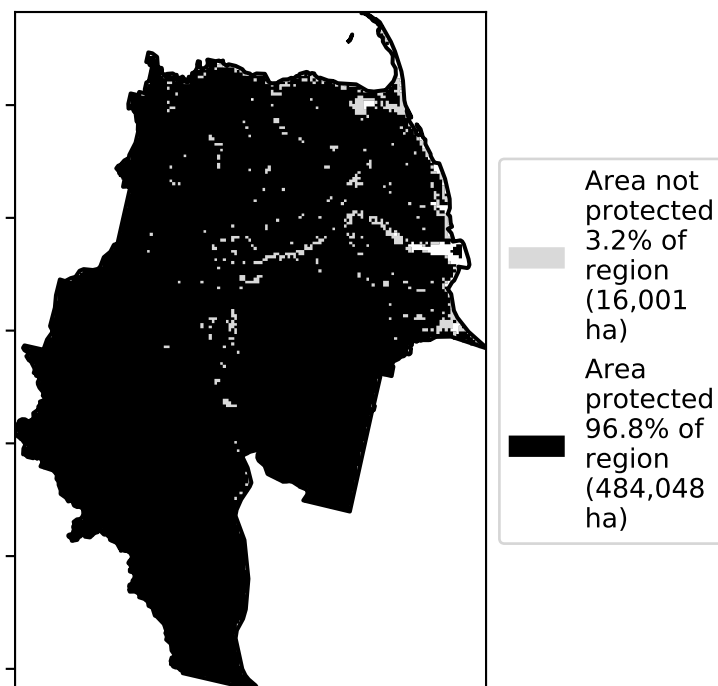 Area not
protected
3.2% of
region
(16,001
ha)
Area
protected
96.8% of
region
(484,048
ha)